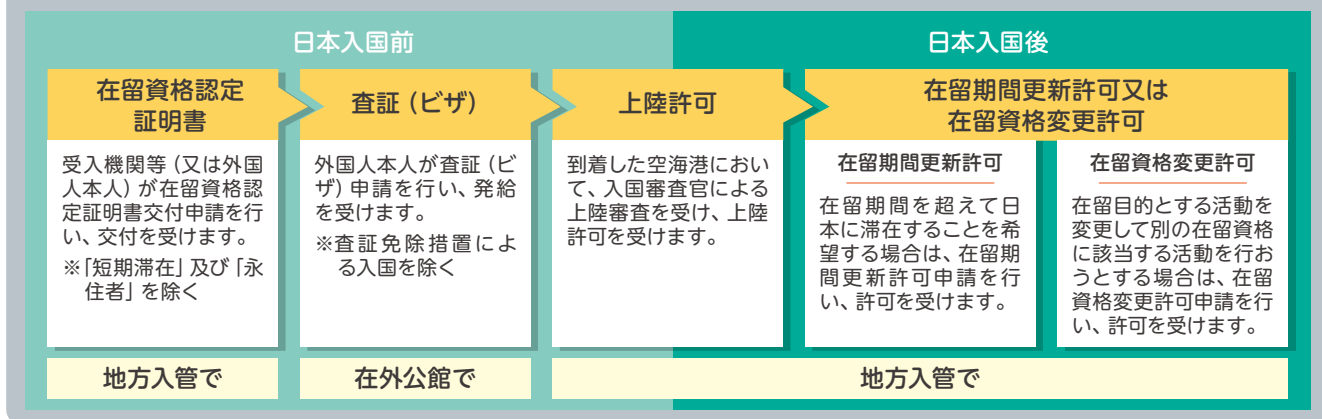 日本入国前
日本入国後
在留資格認定
証明書
査証（ビザ）
上陸許可
在留期間更新許可又は
在留資格変更許可
受入機関等（又は外国
人本人）が在留資格認
定証明書交付申請を行
い、交付を受けます。
※「短期滞在」及び「永
住者」を除く
外国人本人が査証（ビ
ザ）申請を行い、発給
を受けます。
※査証免除措置によ
る入国を除く
到着した空海港におい
て、入国審査官による
上陸審査を受け、上陸
許可を受けます。
在留期間更新許可
在留期間を超えて日
本に滞在することを希
望する場合は、在留期
間更新許可申請を行
い、許可を受けます。
在留資格変更許可
在留目的とする活動を
変更して別の在留資格
に該当する活動を行お
うとする場合は、在留
資格変更許可申請を行
い、許可を受けます。
地方入管で
在外公館で
地方入管で